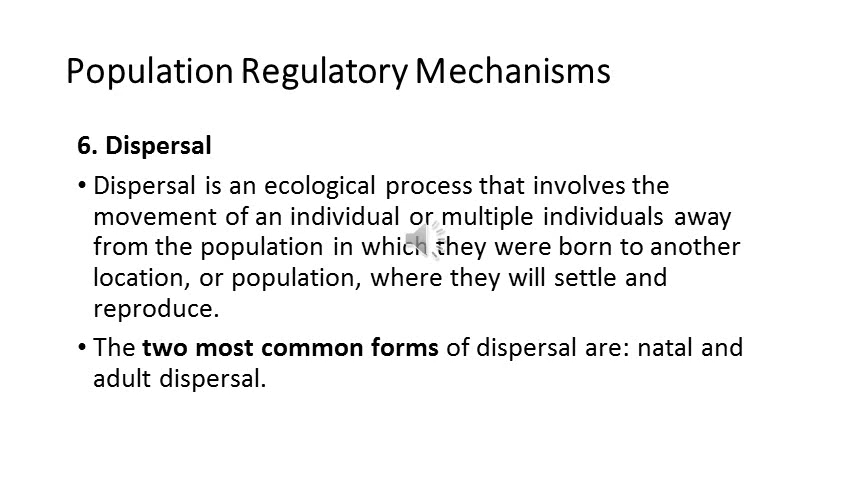 Population Regulatory Mechanisms
6. Dispersal
• Dispersal is an ecological process that involves the
movement of an individual or multiple individuals away
from the population in which they were born to another
location, or population, where they will settle and
reproduce.
• The two most common forms of dispersal are: natal and
adult dispersal.